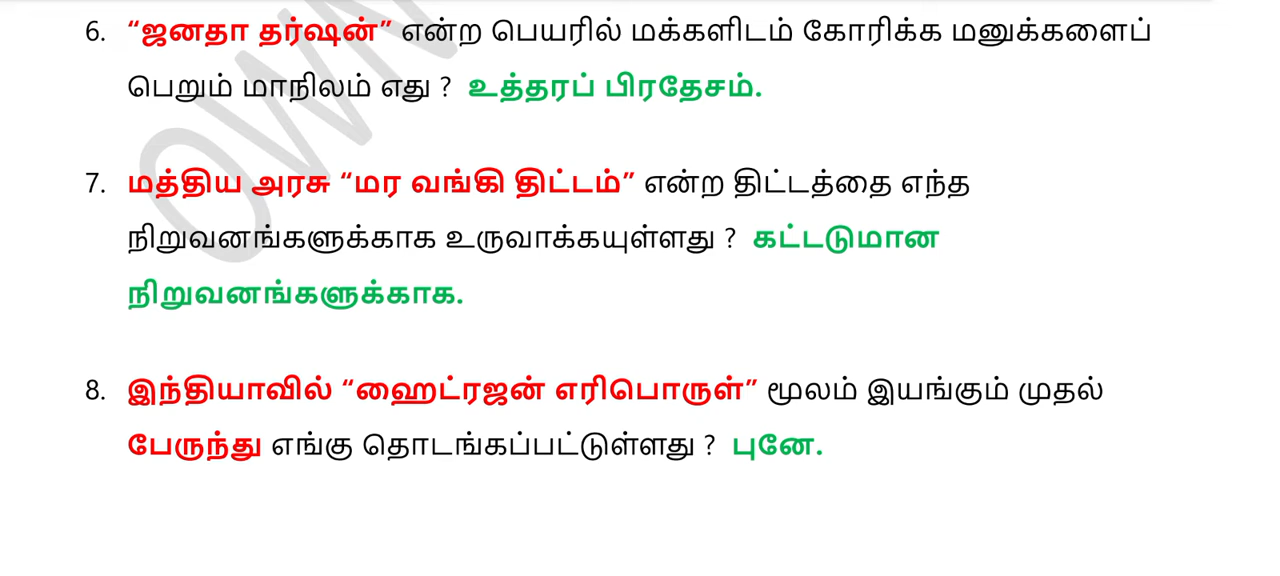 6. “ஜனதா தர்ஷன்” என்ற பெயரில் மக்களிடம் கோரிக்க மனுக்களைப்
பெறும் மாநிலம் எது ? உத்தரப் பிரதேசம்.
7. மத்திய அரசு “மர வங்கி திட்டம்” என்ற திட்டத்தை எந்த
நிறுவனங்களுக்காக உருவாக்கயுள்ளது ? கட்டடுமான
நிறுவனங்களுக்காக.
8. இந்தியாவில் “ஹைட்ரஜன் எரிபொருள்” மூலம் இயங்கும் முதல்
பேருந்து எங்கு தொடங்கப்பட்டுள்ளது ? புனே.
OWN